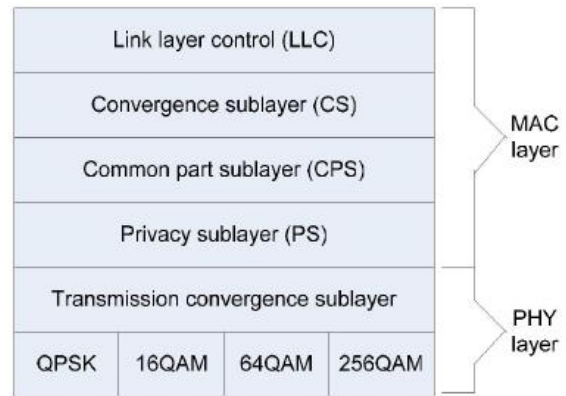 Link layer control (LLC)
Convergence sublayer (CS)
Common part sublayer (CPS)
Privacy sublayer (PS)
MAC
layer
Transmission convergence sublayer
QPSK 16QAM 64QAM 256QAM
PHY
layer